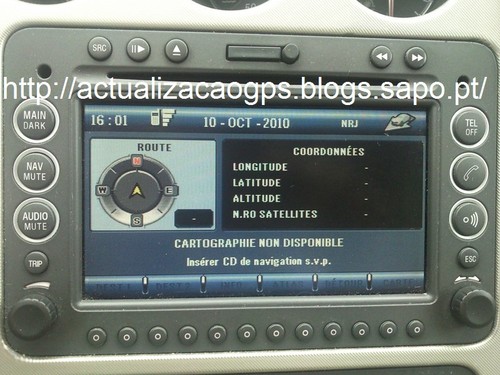 50
SRC
http://actualizacaogps.blogs.sapo.pt/
MAIN
DARK
16:01
10-OCT-2010
NRJ
TEL
OFF
ROUTE
N
W
E
S
-
COORDONNÉES
LONGITUDE -
LATITUDE -
ALTITUDE -
N.RO SATELLITES -
NAV
MUTE
AUDIO
MUTE
CARTOGRAPHIE NON DISPONIBLE
Insérer CD de navigation s.v.p.
TRIP
ESC
INFO
ATLAS
DÉTOUR